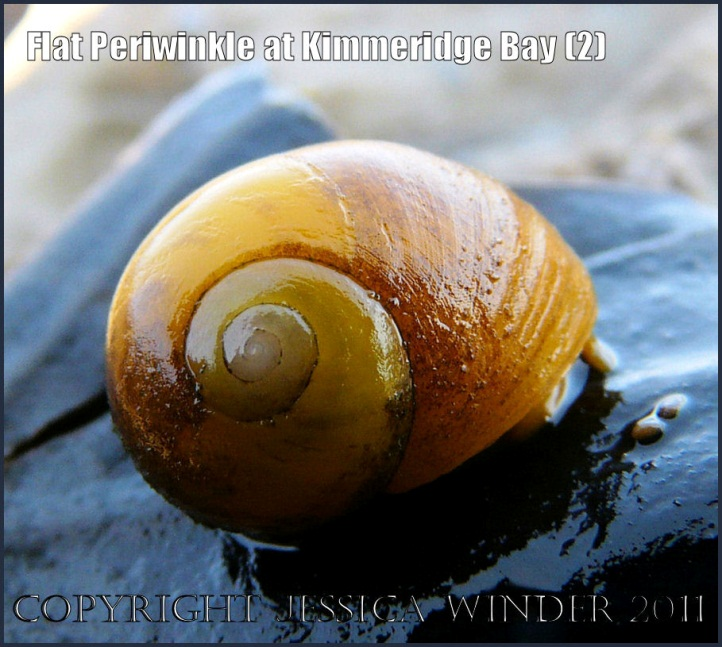 Flat Periwinkle at Kimmeridge Bay (2)
COPYRIGHT JESSICA WINDER 2011